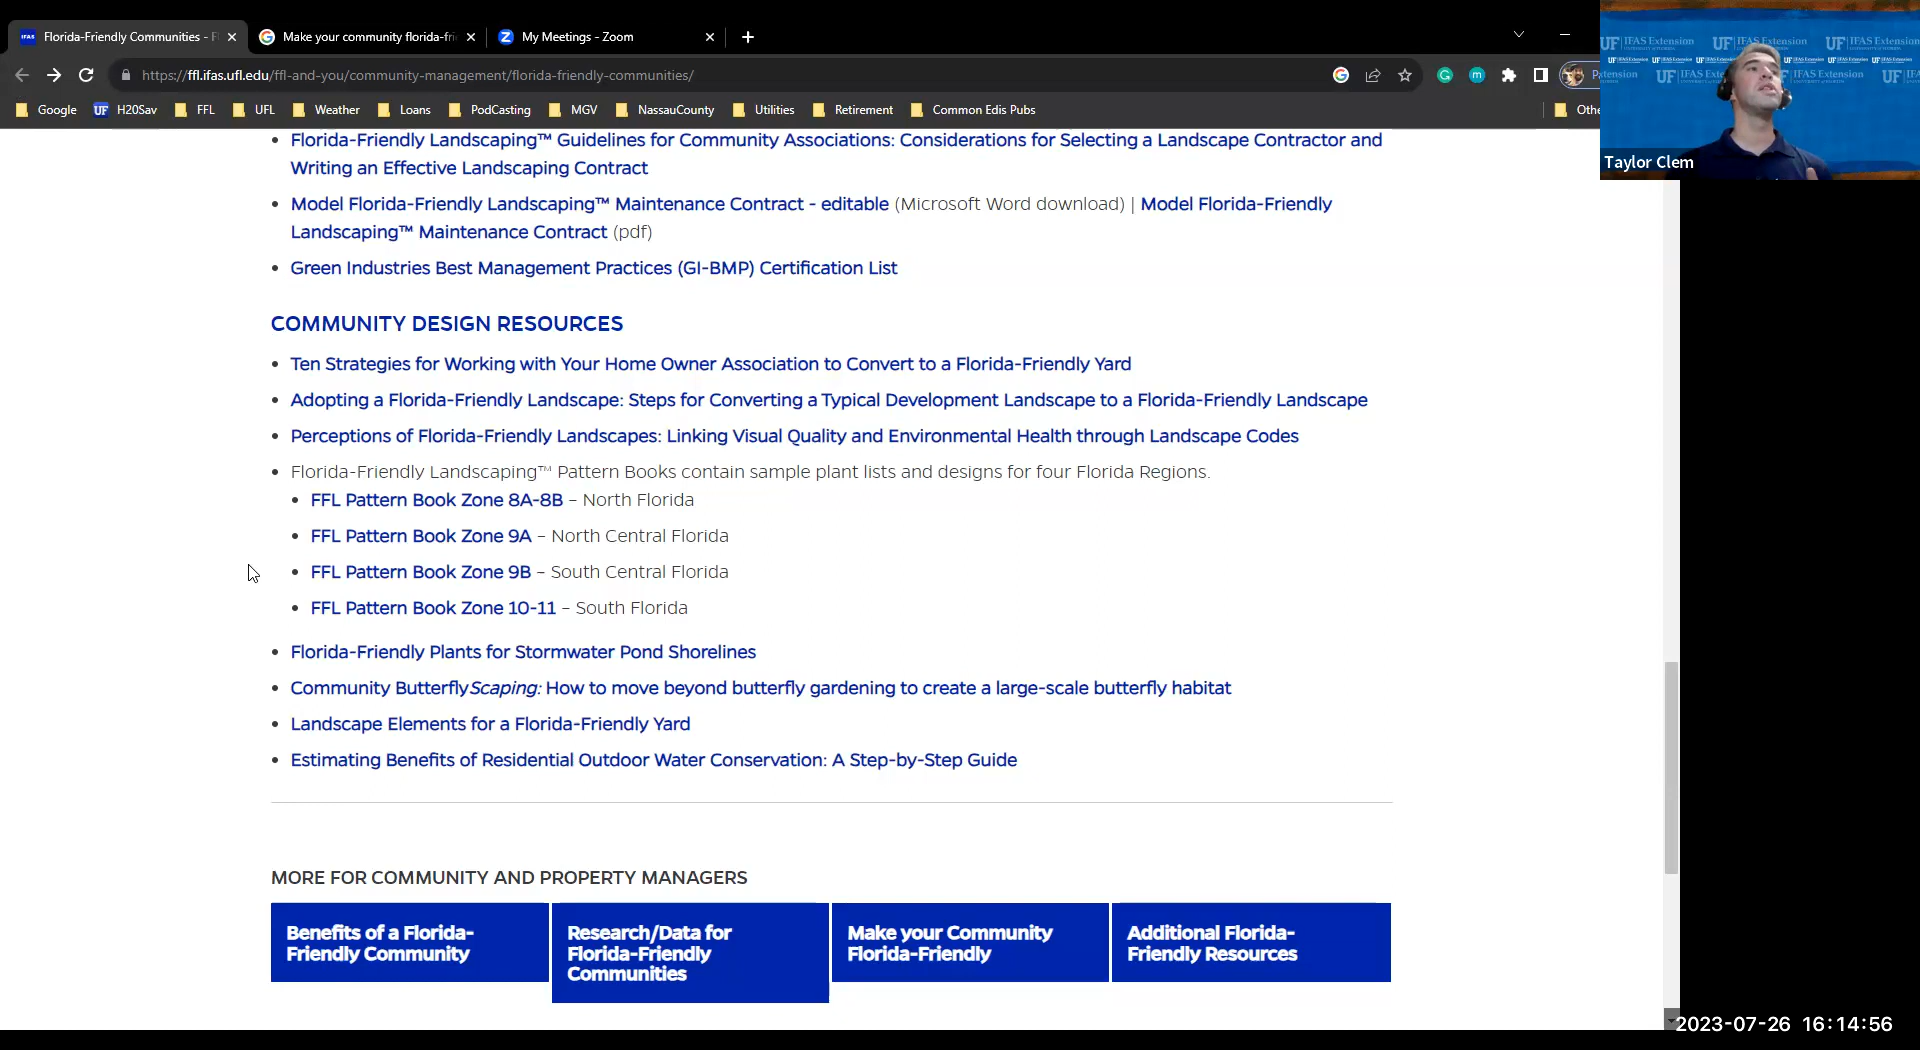 Florida-Friendly Communities - F
Make your community florida-fri
My Meetings - Zoom
https://ffl.ifas.ufl.edu/ffl-and-you/community-management/florida-friendly-communities/
Google
UF H20Sav
FFL
UFL
Weather
Loans
PodCasting
MGV
NassauCounty
Utilities
Retirement
Common Edis Pubs
Othe
UF IFAS Extension
Taylor Clem
Florida-Friendly Landscaping™ Guidelines for Community Associations: Considerations for Selecting a Landscape Contractor and
Writing an Effective Landscaping Contract
Model Florida-Friendly Landscaping™ Maintenance Contract - editable (Microsoft Word download) | Model Florida-Friendly
Landscaping™ Maintenance Contract (pdf)
Green Industries Best Management Practices (GI-BMP) Certification List
COMMUNITY DESIGN RESOURCES
Ten Strategies for Working with Your Home Owner Association to Convert to a Florida-Friendly Yard
Adopting a Florida-Friendly Landscape: Steps for Converting a Typical Development Landscape to a Florida-Friendly Landscape
Perceptions of Florida-Friendly Landscapes: Linking Visual Quality and Environmental Health through Landscape Codes
Florida-Friendly Landscaping™ Pattern Books contain sample plant lists and designs for four Florida Regions.
FFL Pattern Book Zone 8A-8B – North Florida
FFL Pattern Book Zone 9A – North Central Florida
FFL Pattern Book Zone 9B – South Central Florida
FFL Pattern Book Zone 10-11 – South Florida
Florida-Friendly Plants for Stormwater Pond Shorelines
Community ButterflyScaping: How to move beyond butterfly gardening to create a large-scale butterfly habitat
Landscape Elements for a Florida-Friendly Yard
Estimating Benefits of Residential Outdoor Water Conservation: A Step-by-Step Guide
MORE FOR COMMUNITY AND PROPERTY MANAGERS
Benefits of a Florida-
Friendly Community
Research/Data for
Florida-Friendly
Communities
Make your Community
Florida-Friendly
Additional Florida-
Friendly Resources
2023-07-26 16:14:56